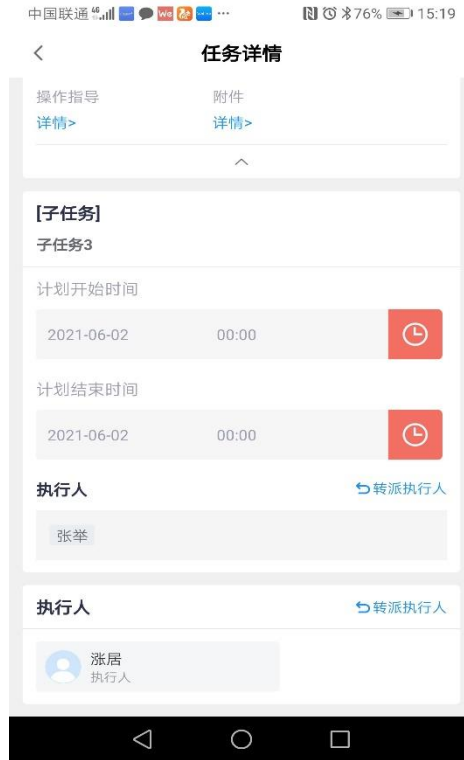 中国联通 46 We 76% 15:19
任务详情
操作指导 附件
详情> 详情>
[子任务]
子任务3
计划开始时间
2021-06-02 00:00
计划结束时间
2021-06-02 00:00
执行人 转派执行人
张举
执行人 转派执行人
涨居
执行人